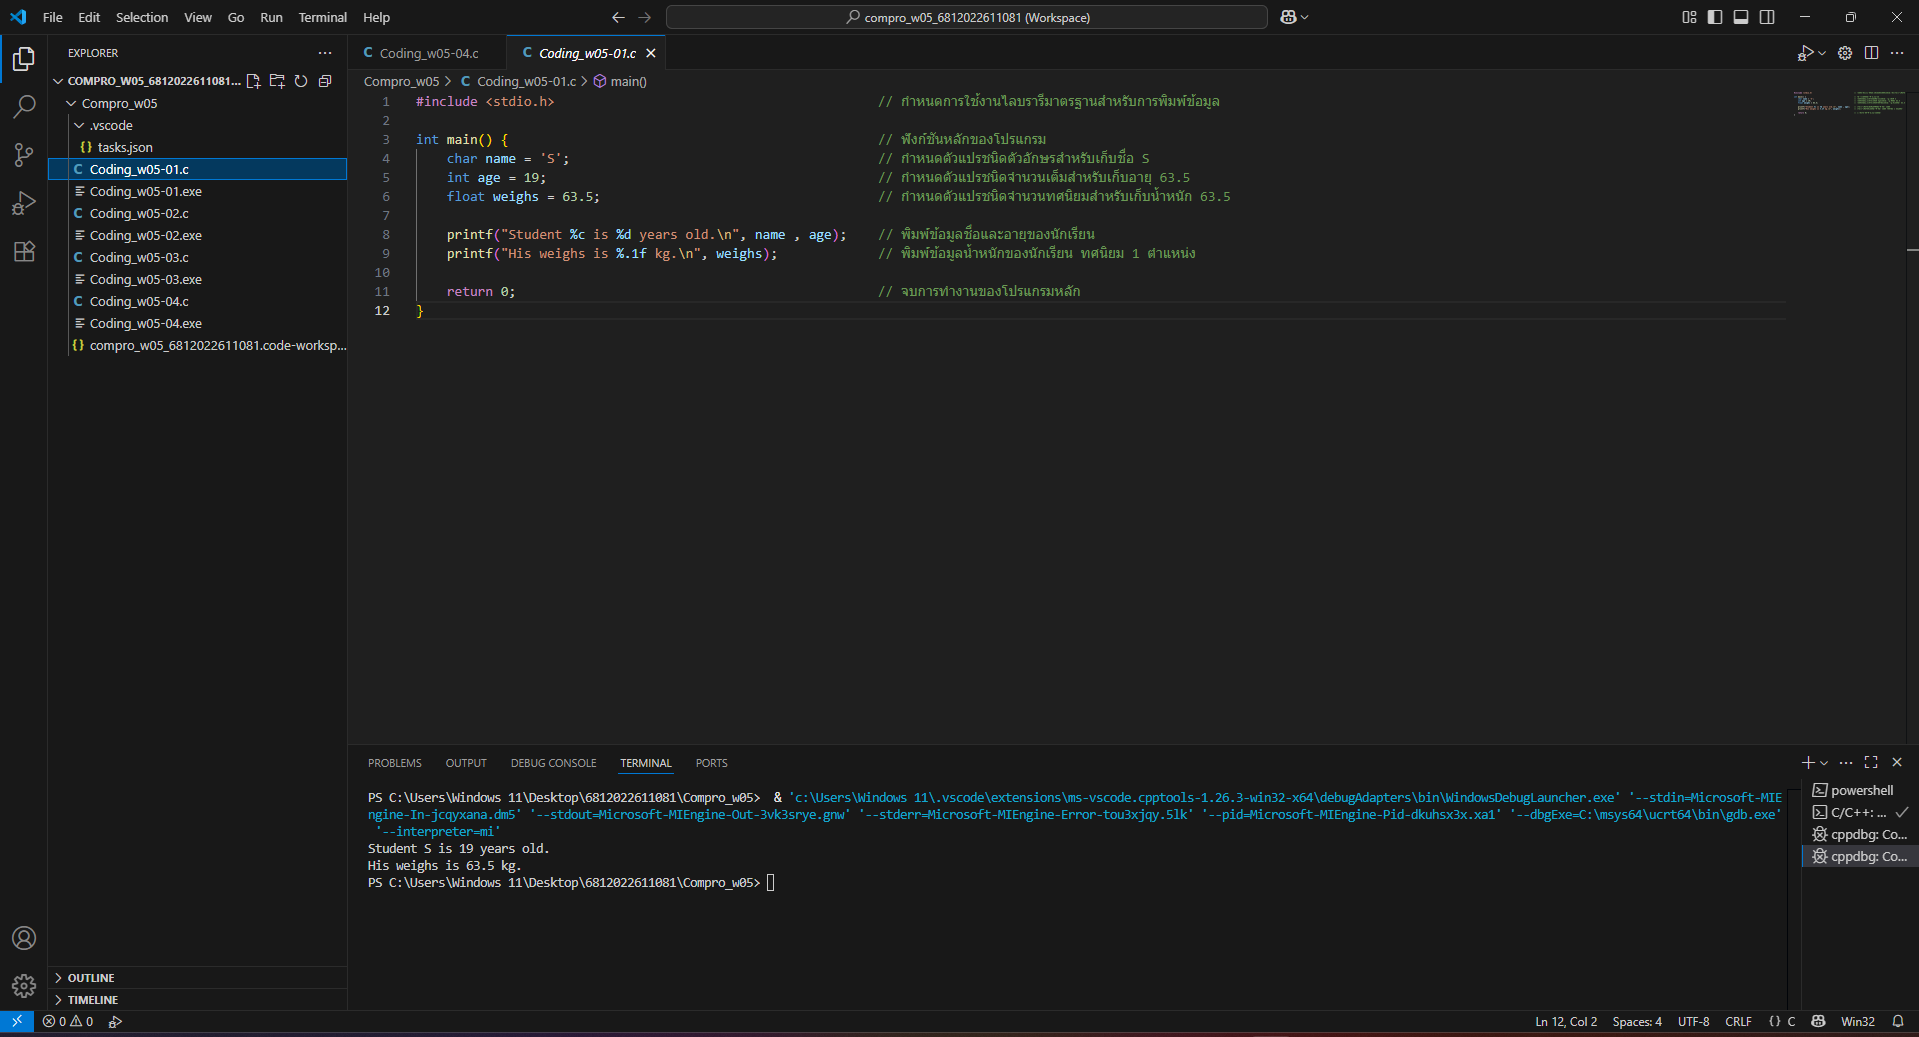 File Edit Selection View Go Run Terminal Help
compro_w05_6812022611081 (Workspace)
EXPLORER
COMPRO_W05_6812022611081...
Compro_w05
.vscode
{} tasks.json
C Coding_w05-01.c
Coding_w05-01.exe
C Coding_w05-02.c
Coding_w05-02.exe
C Coding_w05-03.c
Coding_w05-03.exe
C Coding_w05-04.c
Coding_w05-04.exe
{} compro_w05_6812022611081.code-worksp...
OUTLINE
TIMELINE
C Coding_w05-04.c
C Coding_w05-01.c
Compro_w05 > C Coding_w05-01.c > main()
1 #include <stdio.h> // กำหนดการใช้งานไลบรารีมาตรฐานสำหรับการพิมพ์ข้อมูล
2
3 int main() { // ฟังก์ชันหลักของโปรแกรม
4 char name = 'S'; // กำหนดตัวแปรชนิดตัวอักษรสำหรับเก็บชื่อ S
5 int age = 19; // กำหนดตัวแปรชนิดจำนวนเต็มสำหรับเก็บอายุ 63.5
6 float weighs = 63.5; // กำหนดตัวแปรชนิดจำนวนทศนิยมสำหรับเก็บน้ำหนัก 63.5
7
8 printf("Student %c is %d years old.\n", name , age); // พิมพ์ข้อมูลชื่อและอายุของนักเรียน
9 printf("His weighs is %.1f kg.\n", weighs); // พิมพ์ข้อมูลน้ำหนักของนักเรียน ทศนิยม 1 ตำแหน่ง
10
11 return 0; // จบการทำงานของโปรแกรมหลัก
12 }
PROBLEMS OUTPUT DEBUG CONSOLE TERMINAL PORTS
PS C:\Users\Windows 11\Desktop\6812022611081\Compro_w05> & 'c:\Users\Windows 11\.vscode\extensions\ms-vscode.cpptools-1.26.3-win32-x64\debugAdapters\bin\WindowsDebugLauncher.exe' '--stdin=Microsoft-MIE
ngine-In-jcqyxana.dm5' '--stdout=Microsoft-MIEngine-Out-3vk3srye.gnw' '--stderr=Microsoft-MIEngine-Error-tou3xjqy.5lk' '--pid=Microsoft-MIEngine-Pid-dkuhsx3x.xa1' '--dbgExe=C:\msys64\ucrt64\bin\gdb.exe'
'--interpreter=mi'
Student S is 19 years old.
His weighs is 63.5 kg.
PS C:\Users\Windows 11\Desktop\6812022611081\Compro_w05>
powershell
C/C++: ...
cppdbg: Co...
cppdbg: Co...
0 0
Ln 12, Col 2 Spaces: 4 UTF-8 CRLF {} C Win32